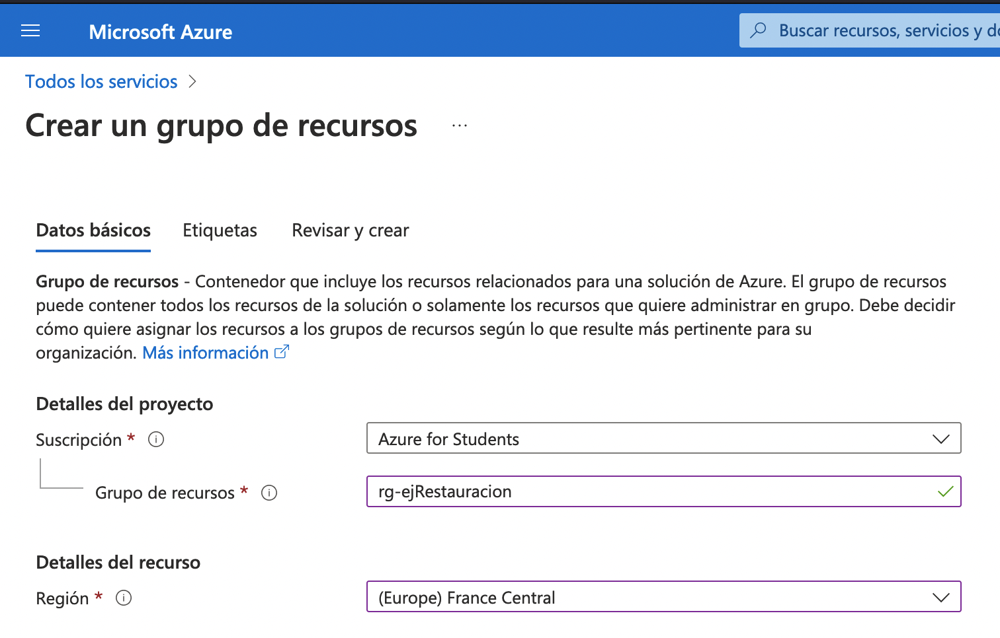 Microsoft Azure
Buscar recursos, servicios y do
Todos los servicios >
Crear un grupo de recursos ...
Datos básicos Etiquetas Revisar y crear
Grupo de recursos - Contenedor que incluye los recursos relacionados para una solución de Azure. El grupo de recursos
puede contener todos los recursos de la solución o solamente los recursos que quiere administrar en grupo. Debe decidir
cómo quiere asignar los recursos a los grupos de recursos según lo que resulte más pertinente para su
organización. Más información
Detalles del proyecto
Suscripción *
Azure for Students
Grupo de recursos *
rg-ejRestauracion
Detalles del recurso
Región *
(Europe) France Central